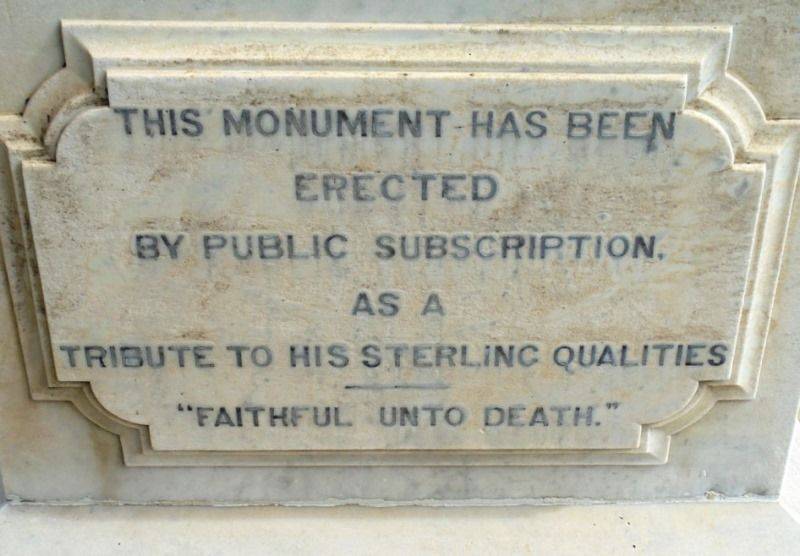 THIS MONUMENT HAS BEEN
ERECTED
BY PUBLIC SUBSCRIPTION.
AS A
TRIBUTE TO HIS STERLING QUALITIES
"FAITHFUL UNTO DEATH."